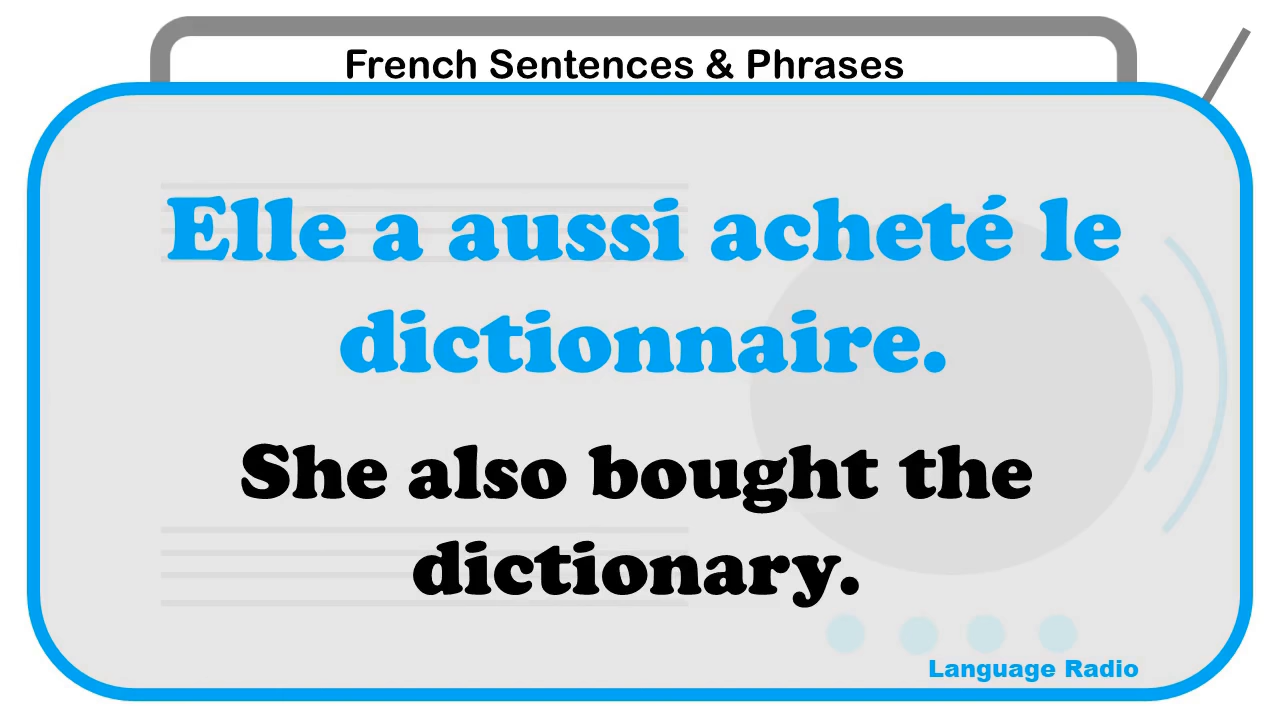 French Sentences & Phrases
Elle a aussi acheté le
dictionnaire.
She also bought the
dictionary.
Language Radio